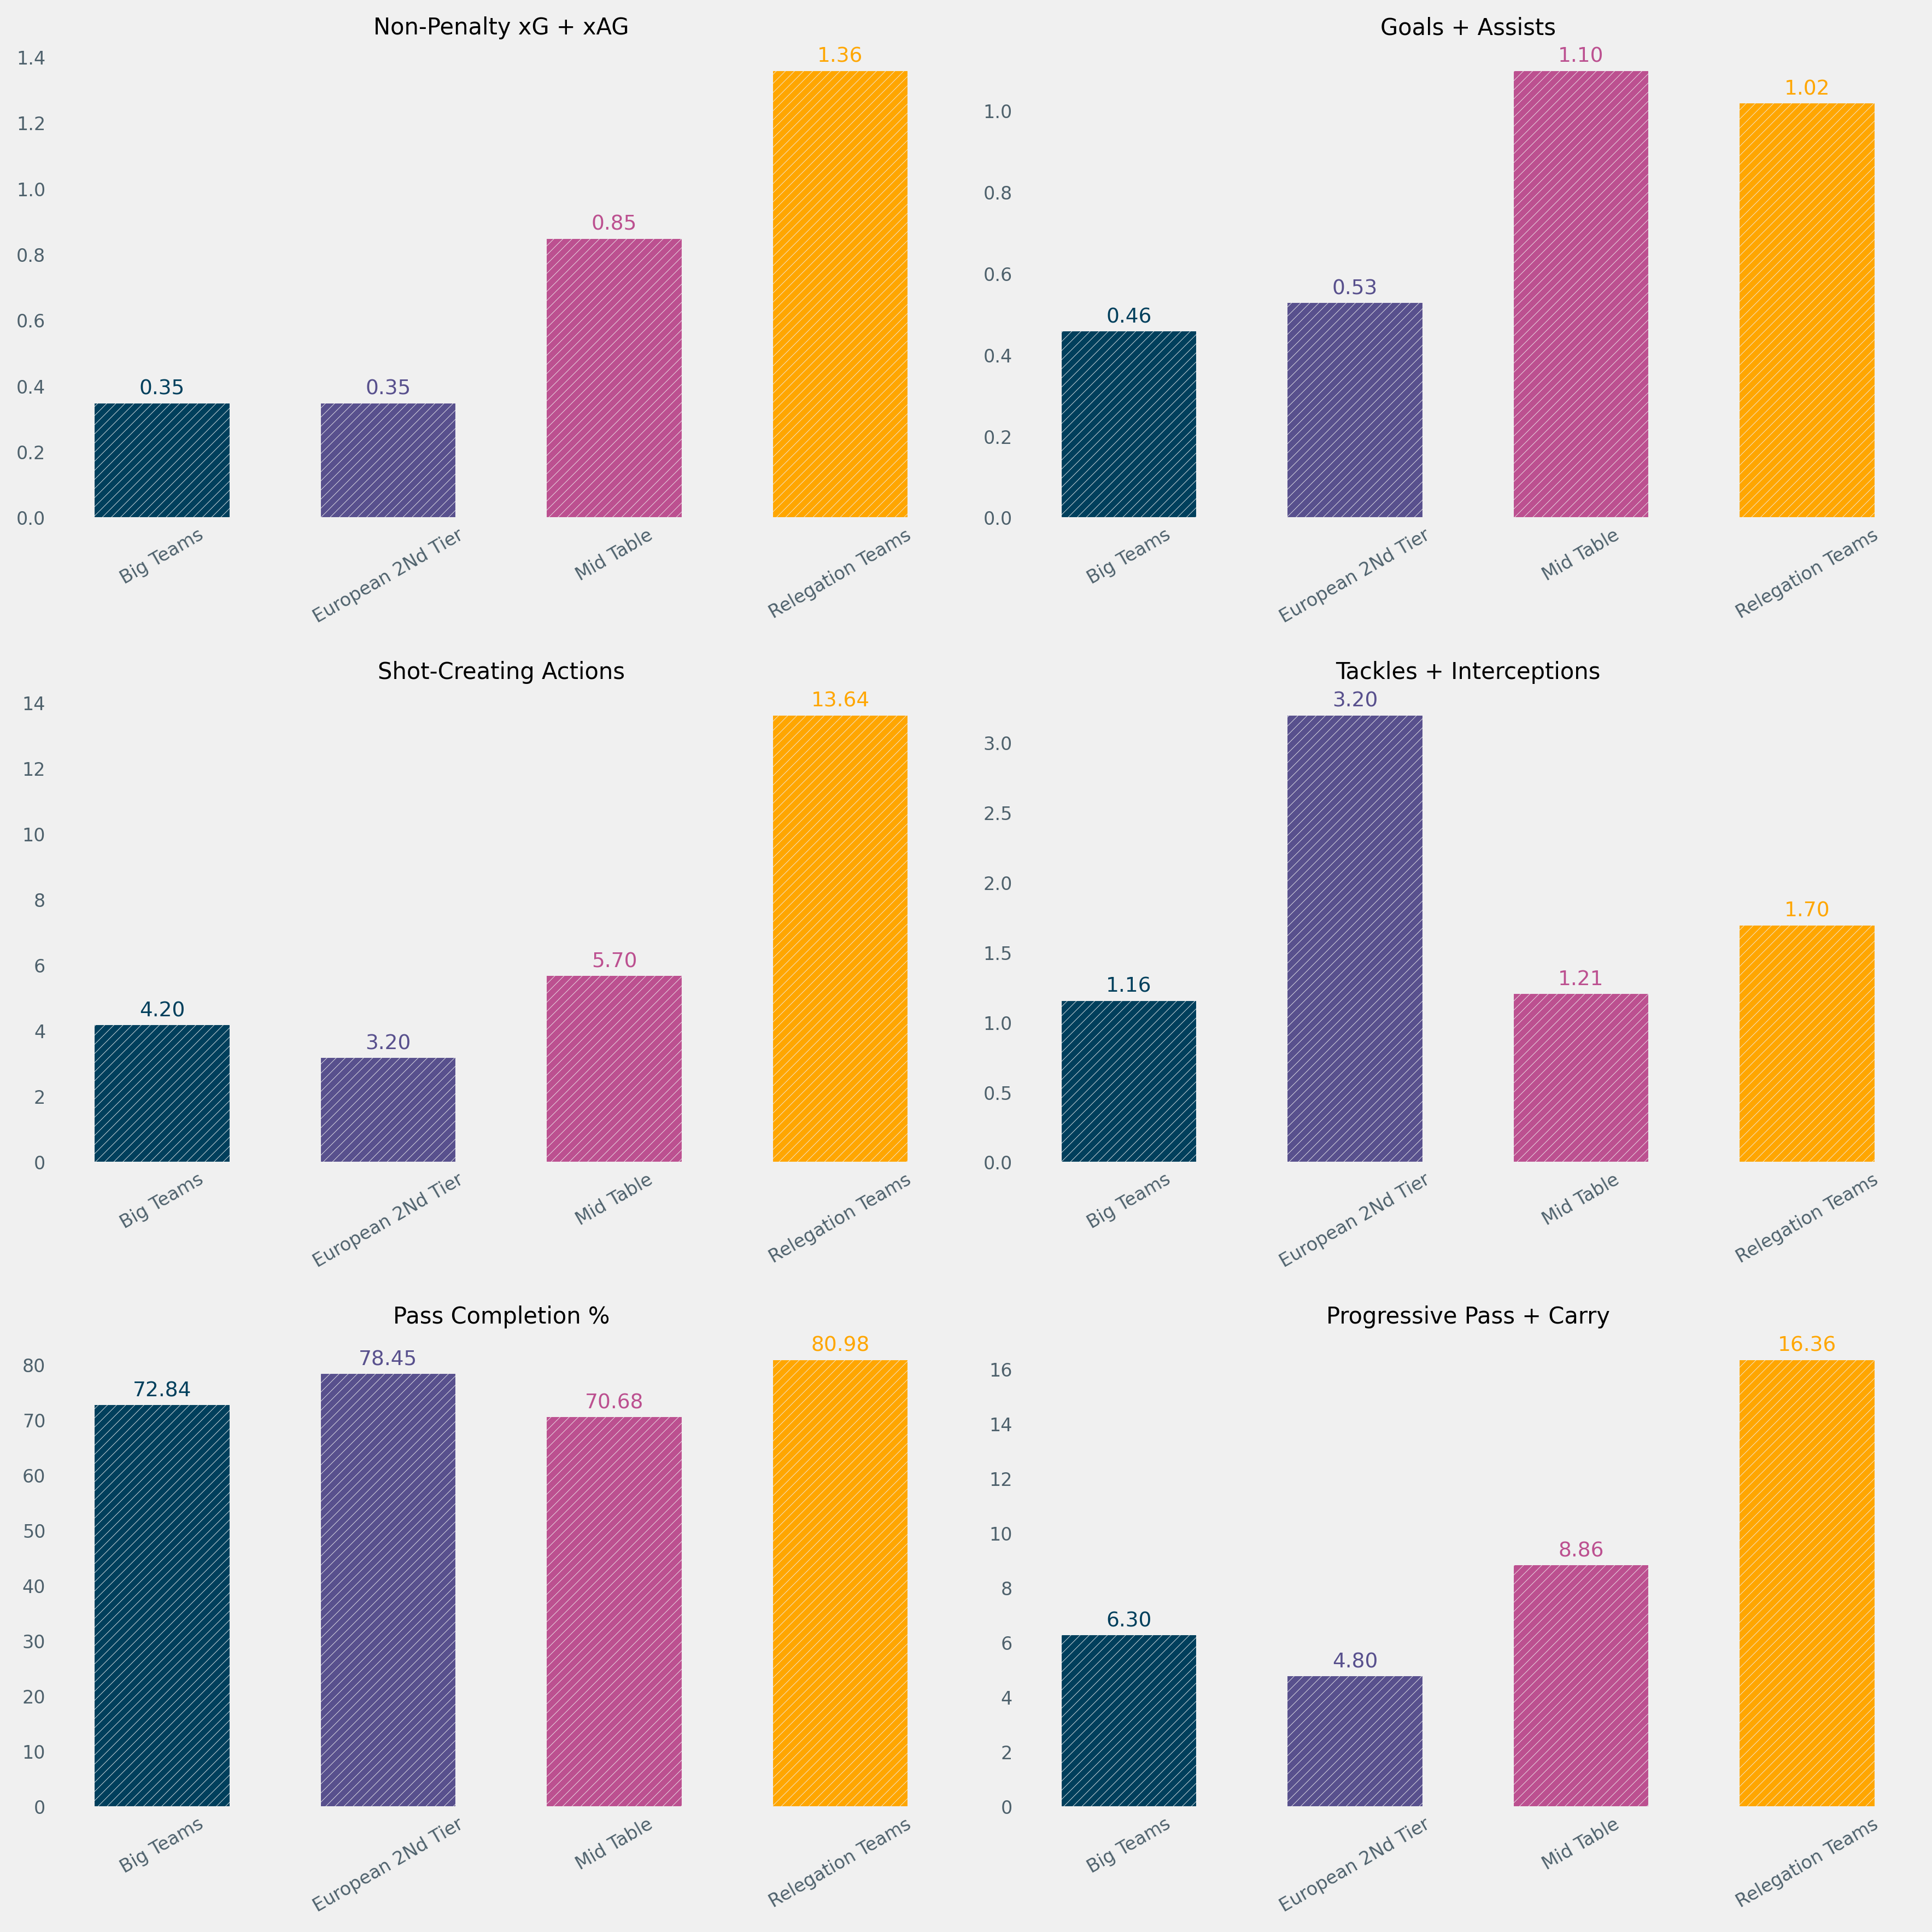 Non-Penalty xG + xAG
1.4
1.2
1.0
0.8
0.6
0.4
0.2
0.0
0.35
0.35
0.85
1.36
Big Teams
European 2Nd Tier
Mid Table
Relegation Teams
Goals + Assists
1.0
0.8
0.6
0.4
0.2
0.0
0.46
0.53
1.10
1.02
Big Teams
European 2Nd Tier
Mid Table
Relegation Teams
Shot-Creating Actions
14
12
10
8
6
4
2
0
4.20
3.20
5.70
13.64
Big Teams
European 2Nd Tier
Mid Table
Relegation Teams
Tackles + Interceptions
3.0
2.5
2.0
1.5
1.0
0.5
0.0
1.16
3.20
1.21
1.70
Big Teams
European 2Nd Tier
Mid Table
Relegation Teams
Pass Completion %
80
70
60
50
40
30
20
10
0
72.84
78.45
70.68
80.98
Big Teams
European 2Nd Tier
Mid Table
Relegation Teams
Progressive Pass + Carry
16
14
12
10
8
6
4
2
0
6.30
4.80
8.86
16.36
Big Teams
European 2Nd Tier
Mid Table
Relegation Teams